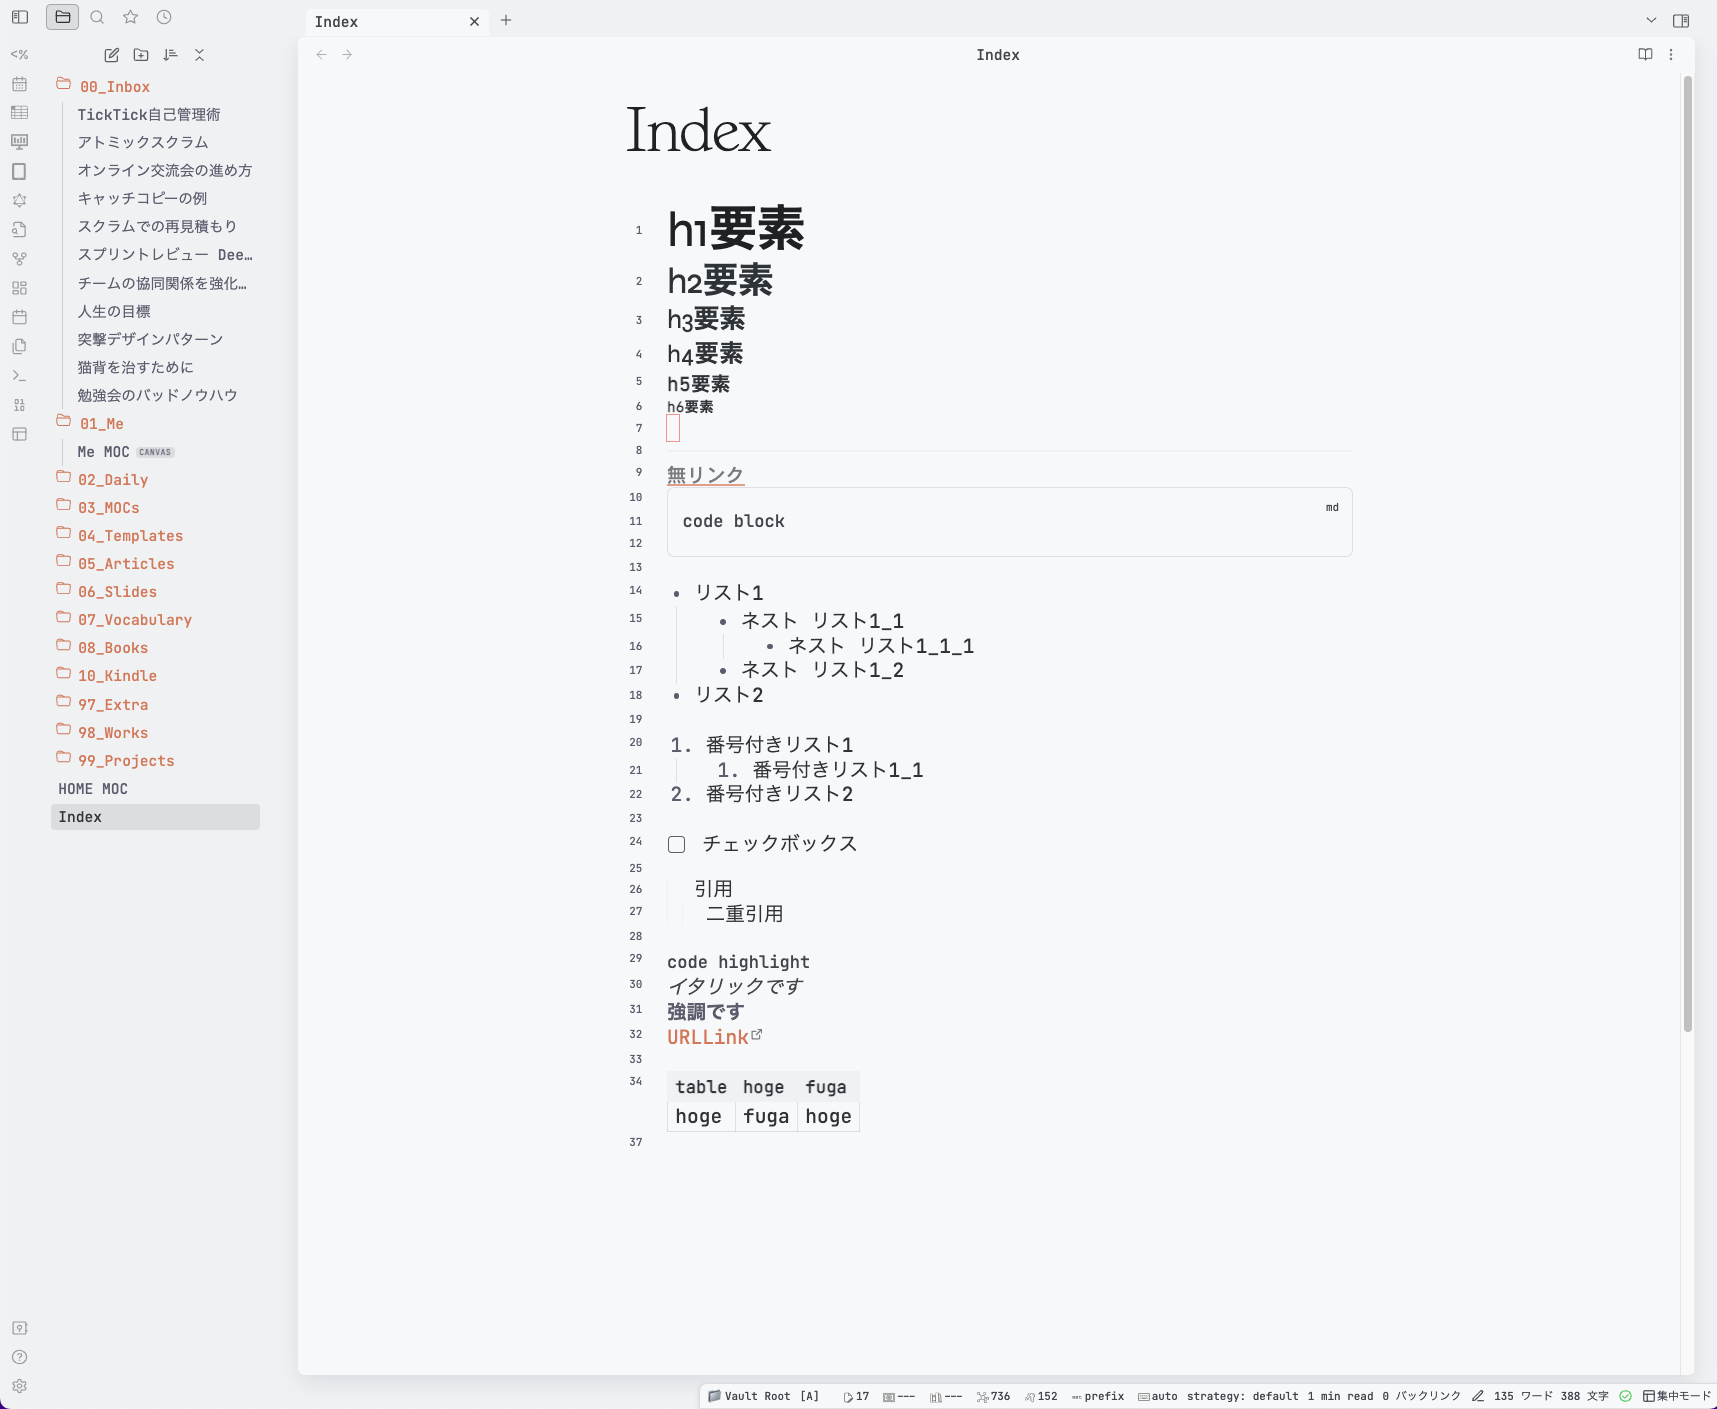 Index
Index
<%
00_Inbox
TickTick自己管理術
アトミックスクラム
オンライン交流会の進め方
キャッチコピーの例
スクラムでの再見積もり
スプリントレビュー Dee…
チームの協同関係を強化…
人生の目標
突撃デザインパターン
猫背を治すために
勉強会のバッドノウハウ
01_Me
Me MOC CANVAS
02_Daily
03_MOCs
04_Templates
05_Articles
06_Slides
07_Vocabulary
08_Books
10_Kindle
97_Extra
98_Works
99_Projects
HOME MOC
Index
Index
1 h1要素
2 h2要素
3 h3要素
4 h4要素
5 h5要素
6 h6要素
7
8
9 無リンク
10 md
11 code block
12
13
14 • リスト1
15 • ネスト リスト1_1
16 • ネスト リスト1_1_1
17 • ネスト リスト1_2
18 • リスト2
19
20 1. 番号付きリスト1
21 1. 番号付きリスト1_1
22 2. 番号付きリスト2
23
24 チェックボックス
25
26 引用
27 二重引用
28
29 code highlight
30 イタリックです
31 強調です
32 URLLink
33
34 table hoge fuga
hoge fuga hoge
37
Vault Root [A] 17 --- --- 736 152 prefix auto strategy: default 1 min read 0 バックリンク 135 ワード 388 文字 集中モード